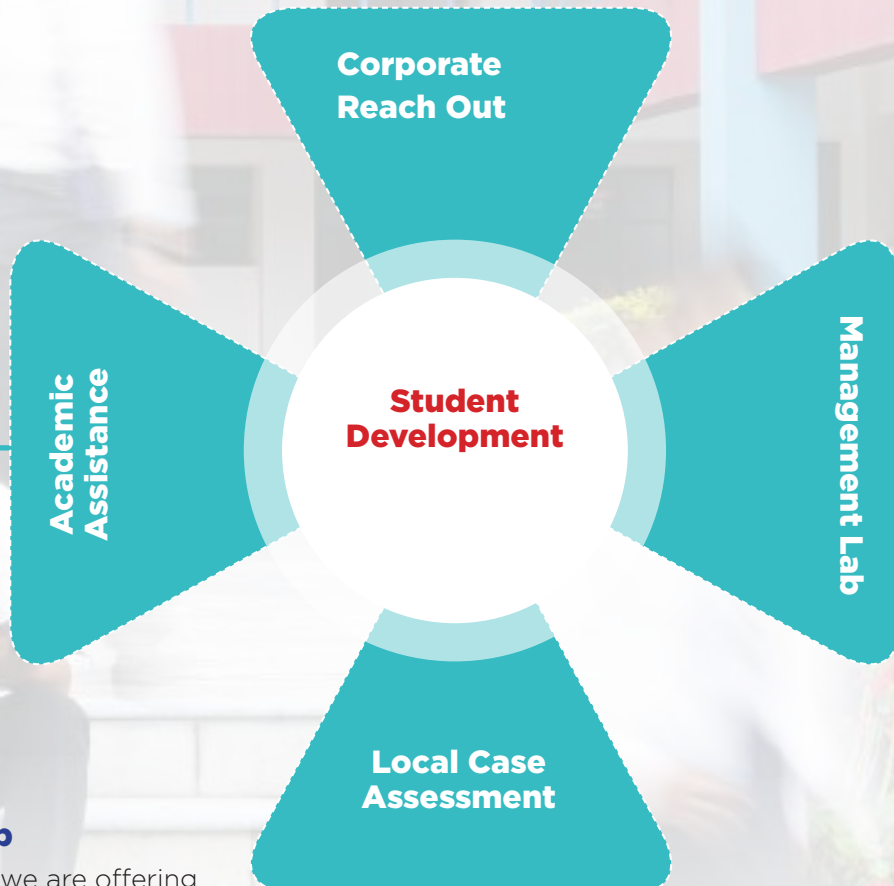 Corporate
Reach Out
Academic
Assistance
Student
Development
Management Lab
Local Case
Assessment
we are offering